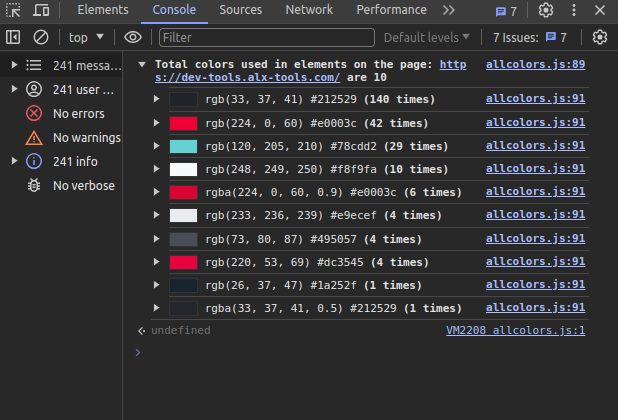 Elements Console Sources Network Performance 7
top Filter Default levels 7 Issues: 7
241 messa...
241 user ...
No errors
No warnings
241 info
No verbose
Total colors used in elements on the page: http
s://dev-tools.alx-tools.com/ are 10 allcolors.js:89
rgb(33, 37, 41) #212529 (140 times) allcolors.js:91
rgb(224, 0, 60) #e0003c (42 times) allcolors.js:91
rgb(120, 205, 210) #78cdd2 (29 times) allcolors.js:91
rgb(248, 249, 250) #f8f9fa (10 times) allcolors.js:91
rgba(224, 0, 60, 0.9) #e0003c (6 times) allcolors.js:91
rgb(233, 236, 239) #e9ecef (4 times) allcolors.js:91
rgb(73, 80, 87) #495057 (4 times) allcolors.js:91
rgb(220, 53, 69) #dc3545 (4 times) allcolors.js:91
rgb(26, 37, 47) #1a252f (1 times) allcolors.js:91
rgba(33, 37, 41, 0.5) #212529 (1 times) allcolors.js:91
undefined VM2208 allcolors.js:1